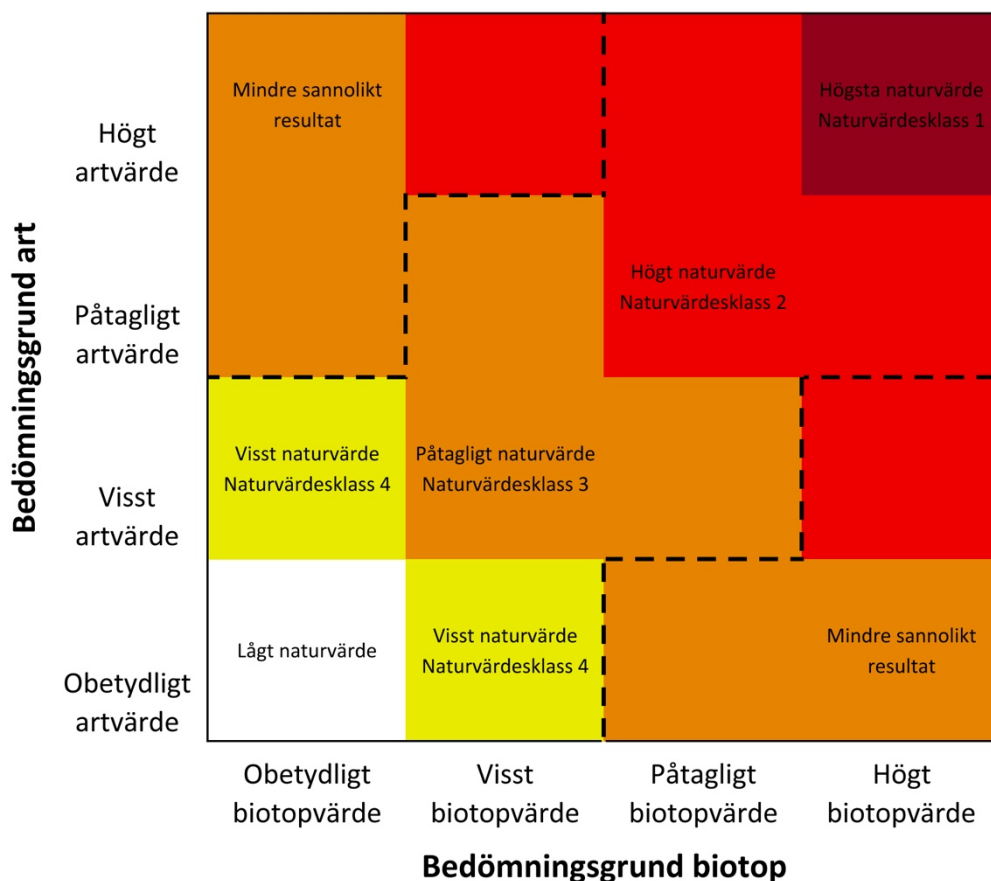 Bedömningsgrund art
Högt
artvärde
Mindre sannolikt
resultat
Högsta naturvärde
Naturvärdesklass 1
Påtagligt
artvärde
Högt naturvärde
Naturvärdesklass 2
Visst
artvärde
Visst naturvärde
Naturvärdesklass 4
Påtagligt naturvärde
Naturvärdesklass 3
Obetydligt
artvärde
Lågt naturvärde
Visst naturvärde
Naturvärdesklass 4
Mindre sannolikt
resultat
Obetydligt
biotopvärde
Visst
biotopvärde
Påtagligt
biotopvärde
Högt
biotopvärde
Bedömningsgrund biotop